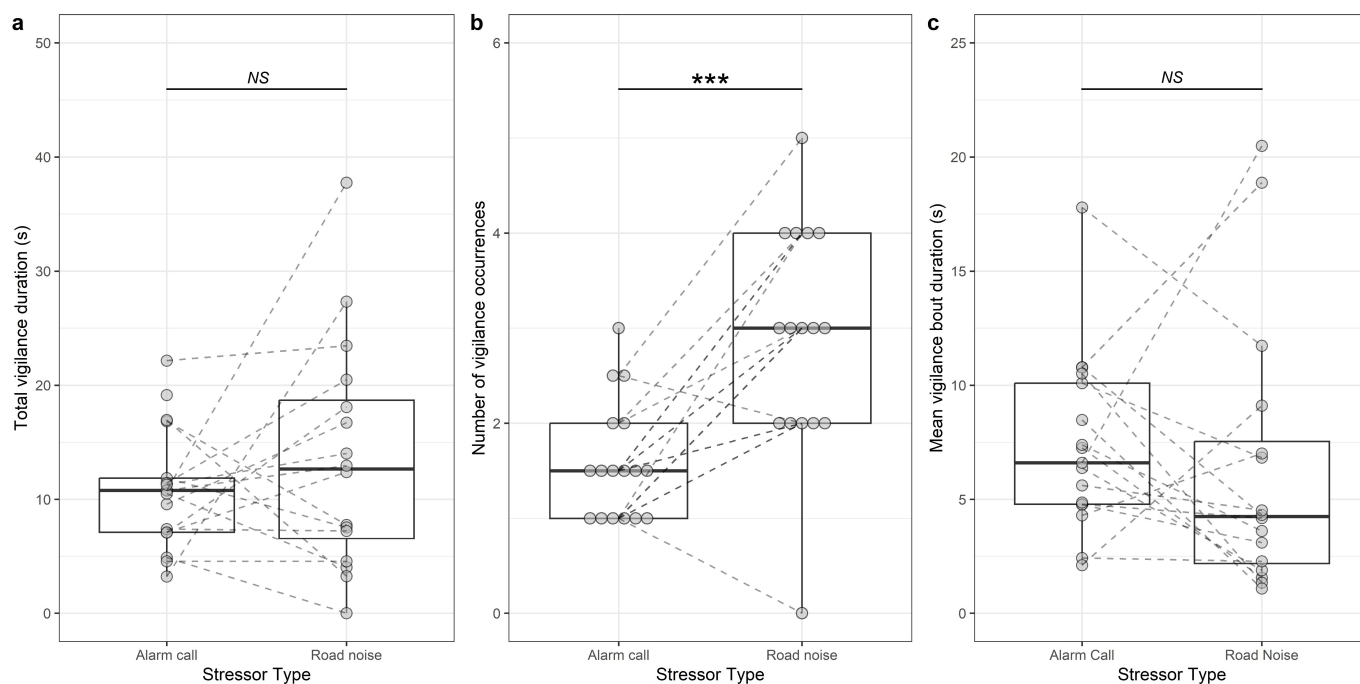 a
NS
50
40
30
20
10
0
Total vigilance duration (s)
Alarm call
Road noise
Stressor Type
b
***
6
4
2
0
Number of vigilance occurrences
Alarm call
Road noise
Stressor Type
c
NS
25
20
15
10
5
0
Mean vigilance bout duration (s)
Alarm Call
Road Noise
Stressor Type